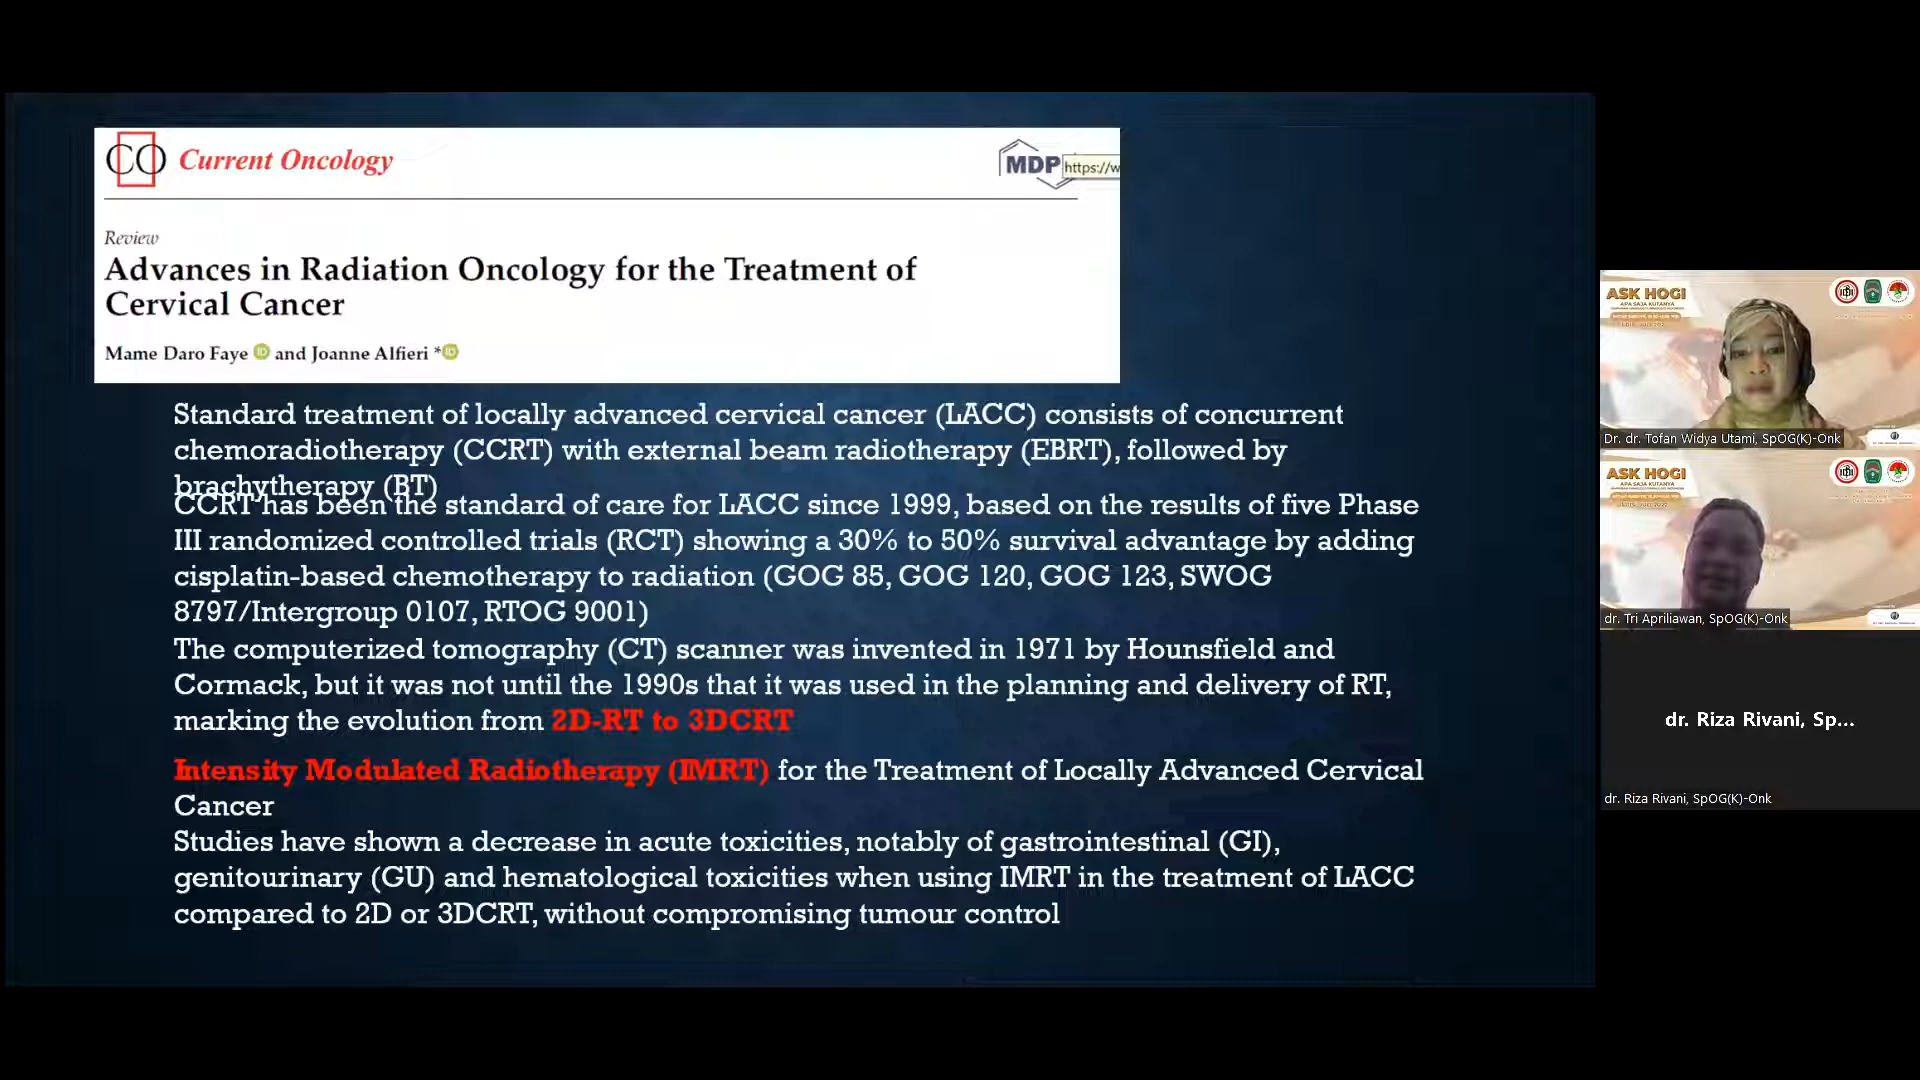 CO Current Oncology
MDP https://w
Review
Advances in Radiation Oncology for the Treatment of
Cervical Cancer
Mame Daro Faye iD and Joanne Alfieri * iD
Standard treatment of locally advanced cervical cancer (LACC) consists of concurrent
chemoradiotherapy (CCRT) with external beam radiotherapy (EBRT), followed by
brachytherapy (BT)
CCRT has been the standard of care for LACC since 1999, based on the results of five Phase
III randomized controlled trials (RCT) showing a 30% to 50% survival advantage by adding
cisplatin-based chemotherapy to radiation (GOG 85, GOG 120, GOG 123, SWOG
8797/Intergroup 0107, RTOG 9001)
The computerized tomography (CT) scanner was invented in 1971 by Hounsfield and
Cormack, but it was not until the 1990s that it was used in the planning and delivery of RT,
marking the evolution from 2D-RT to 3DCRT
Intensity Modulated Radiotherapy (IMRT) for the Treatment of Locally Advanced Cervical
Cancer
Studies have shown a decrease in acute toxicities, notably of gastrointestinal (GI),
genitourinary (GU) and hematological toxicities when using IMRT in the treatment of LACC
compared to 2D or 3DCRT, without compromising tumour control
ASK HOGI
APA SAJA KUTANYA
Dr. dr. Tofan Widya Utami, SpOG(K)-Onk
ASK HOGI
APA SAJA KUTANYA
dr. Tri Apriliawan, SpOG(K)-Onk
dr. Riza Rivani, Sp...
dr. Riza Rivani, SpOG(K)-Onk